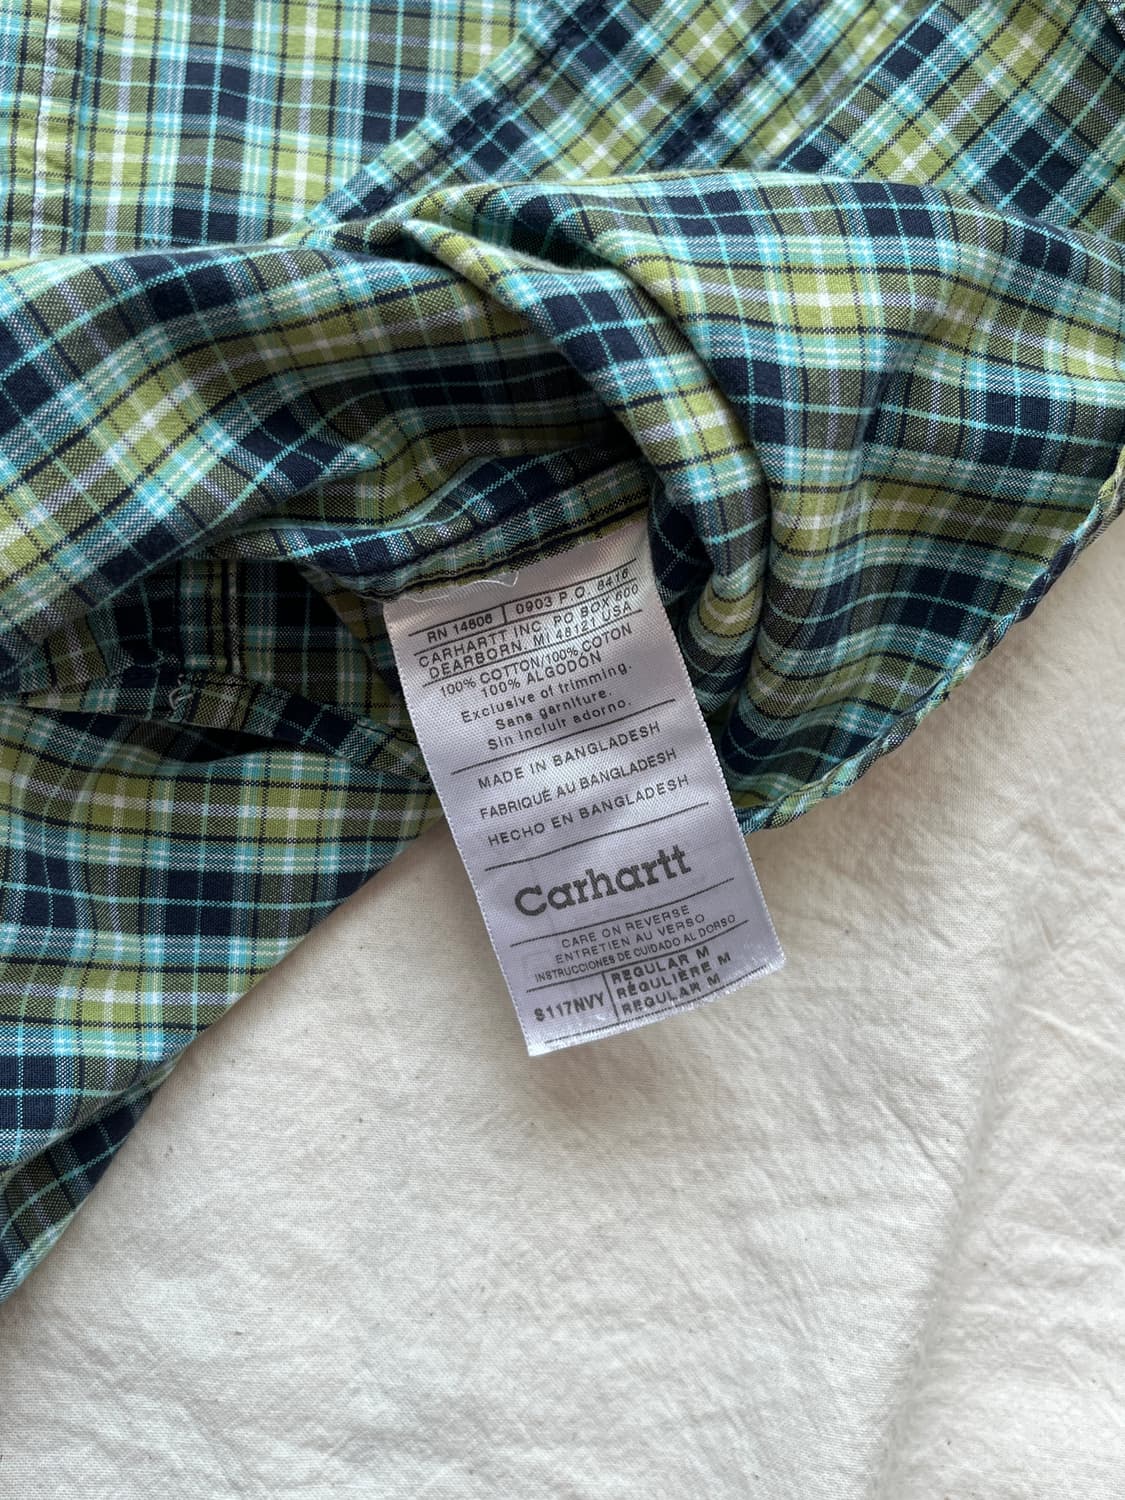 RN 14806 0903 P.O. 8416
CARHARTT INC, PO BOX 600
DEARBORN, MI 48121 USA
100% COTTON/100% COTON
100% ALGODÓN
Exclusive of trimming.
Sans garniture.
Sin incluir adorno.
MADE IN BANGLADESH
FABRIQUÉ AU BANGLADESH
HECHO EN BANGLADESH
Carhartt
CARE ON REVERSE
ENTRETIEN AU VERSO
INSTRUCCIONES DE CUIDADO AL DORSO
S117NVY REGULAR M
RÉGULIÈRE M
REGULAR M